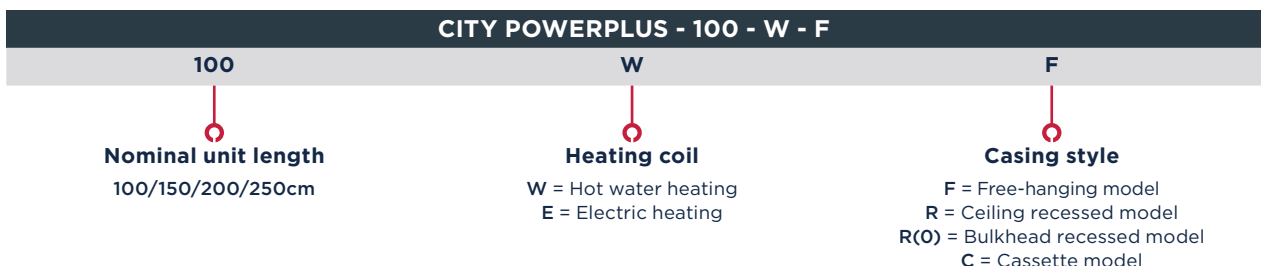 CITY POWERPLUS - 100 - W - F
100 W F
Nominal unit length
100/150/200/250cm
Heating coil
W = Hot water heating
E = Electric heating
Casing style
F = Free-hanging model
R = Ceiling recessed model
R(0) = Bulkhead recessed model
C = Cassette model